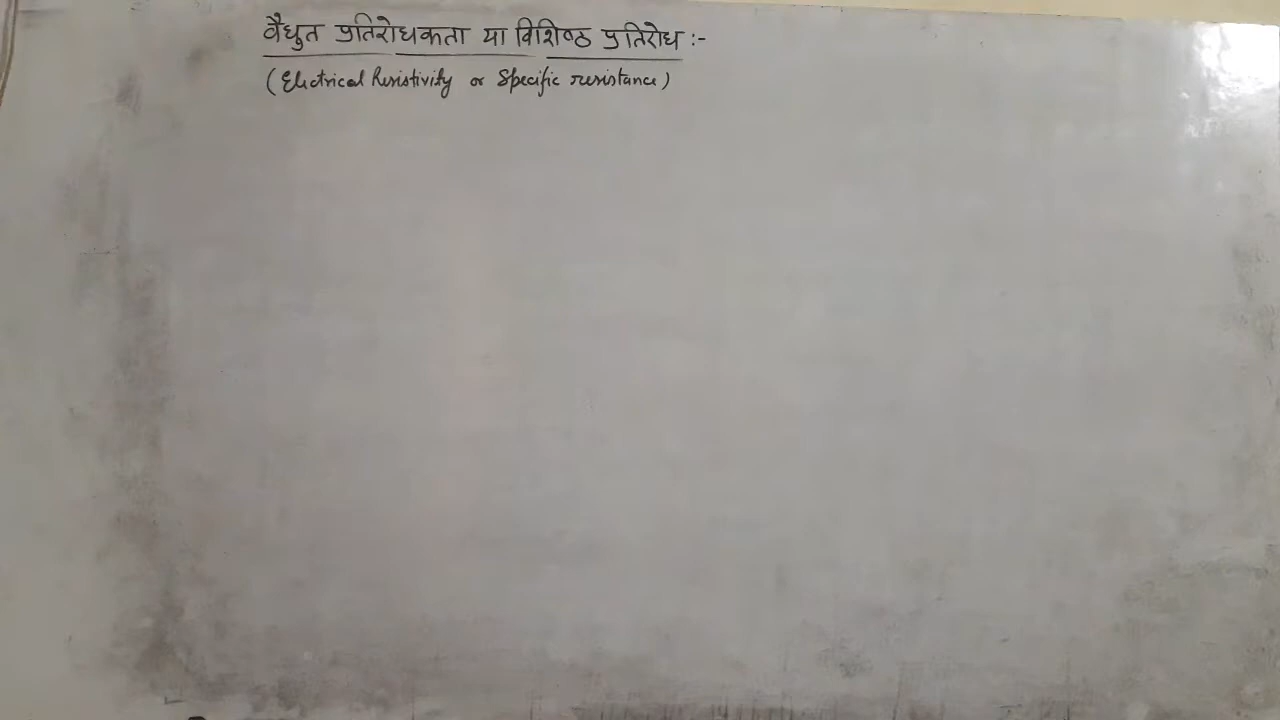 वैधुत प्रतिरोधकता या विशिष्ठ प्रतिरोध :-
(Electrical Resistivity or Specific resistance)